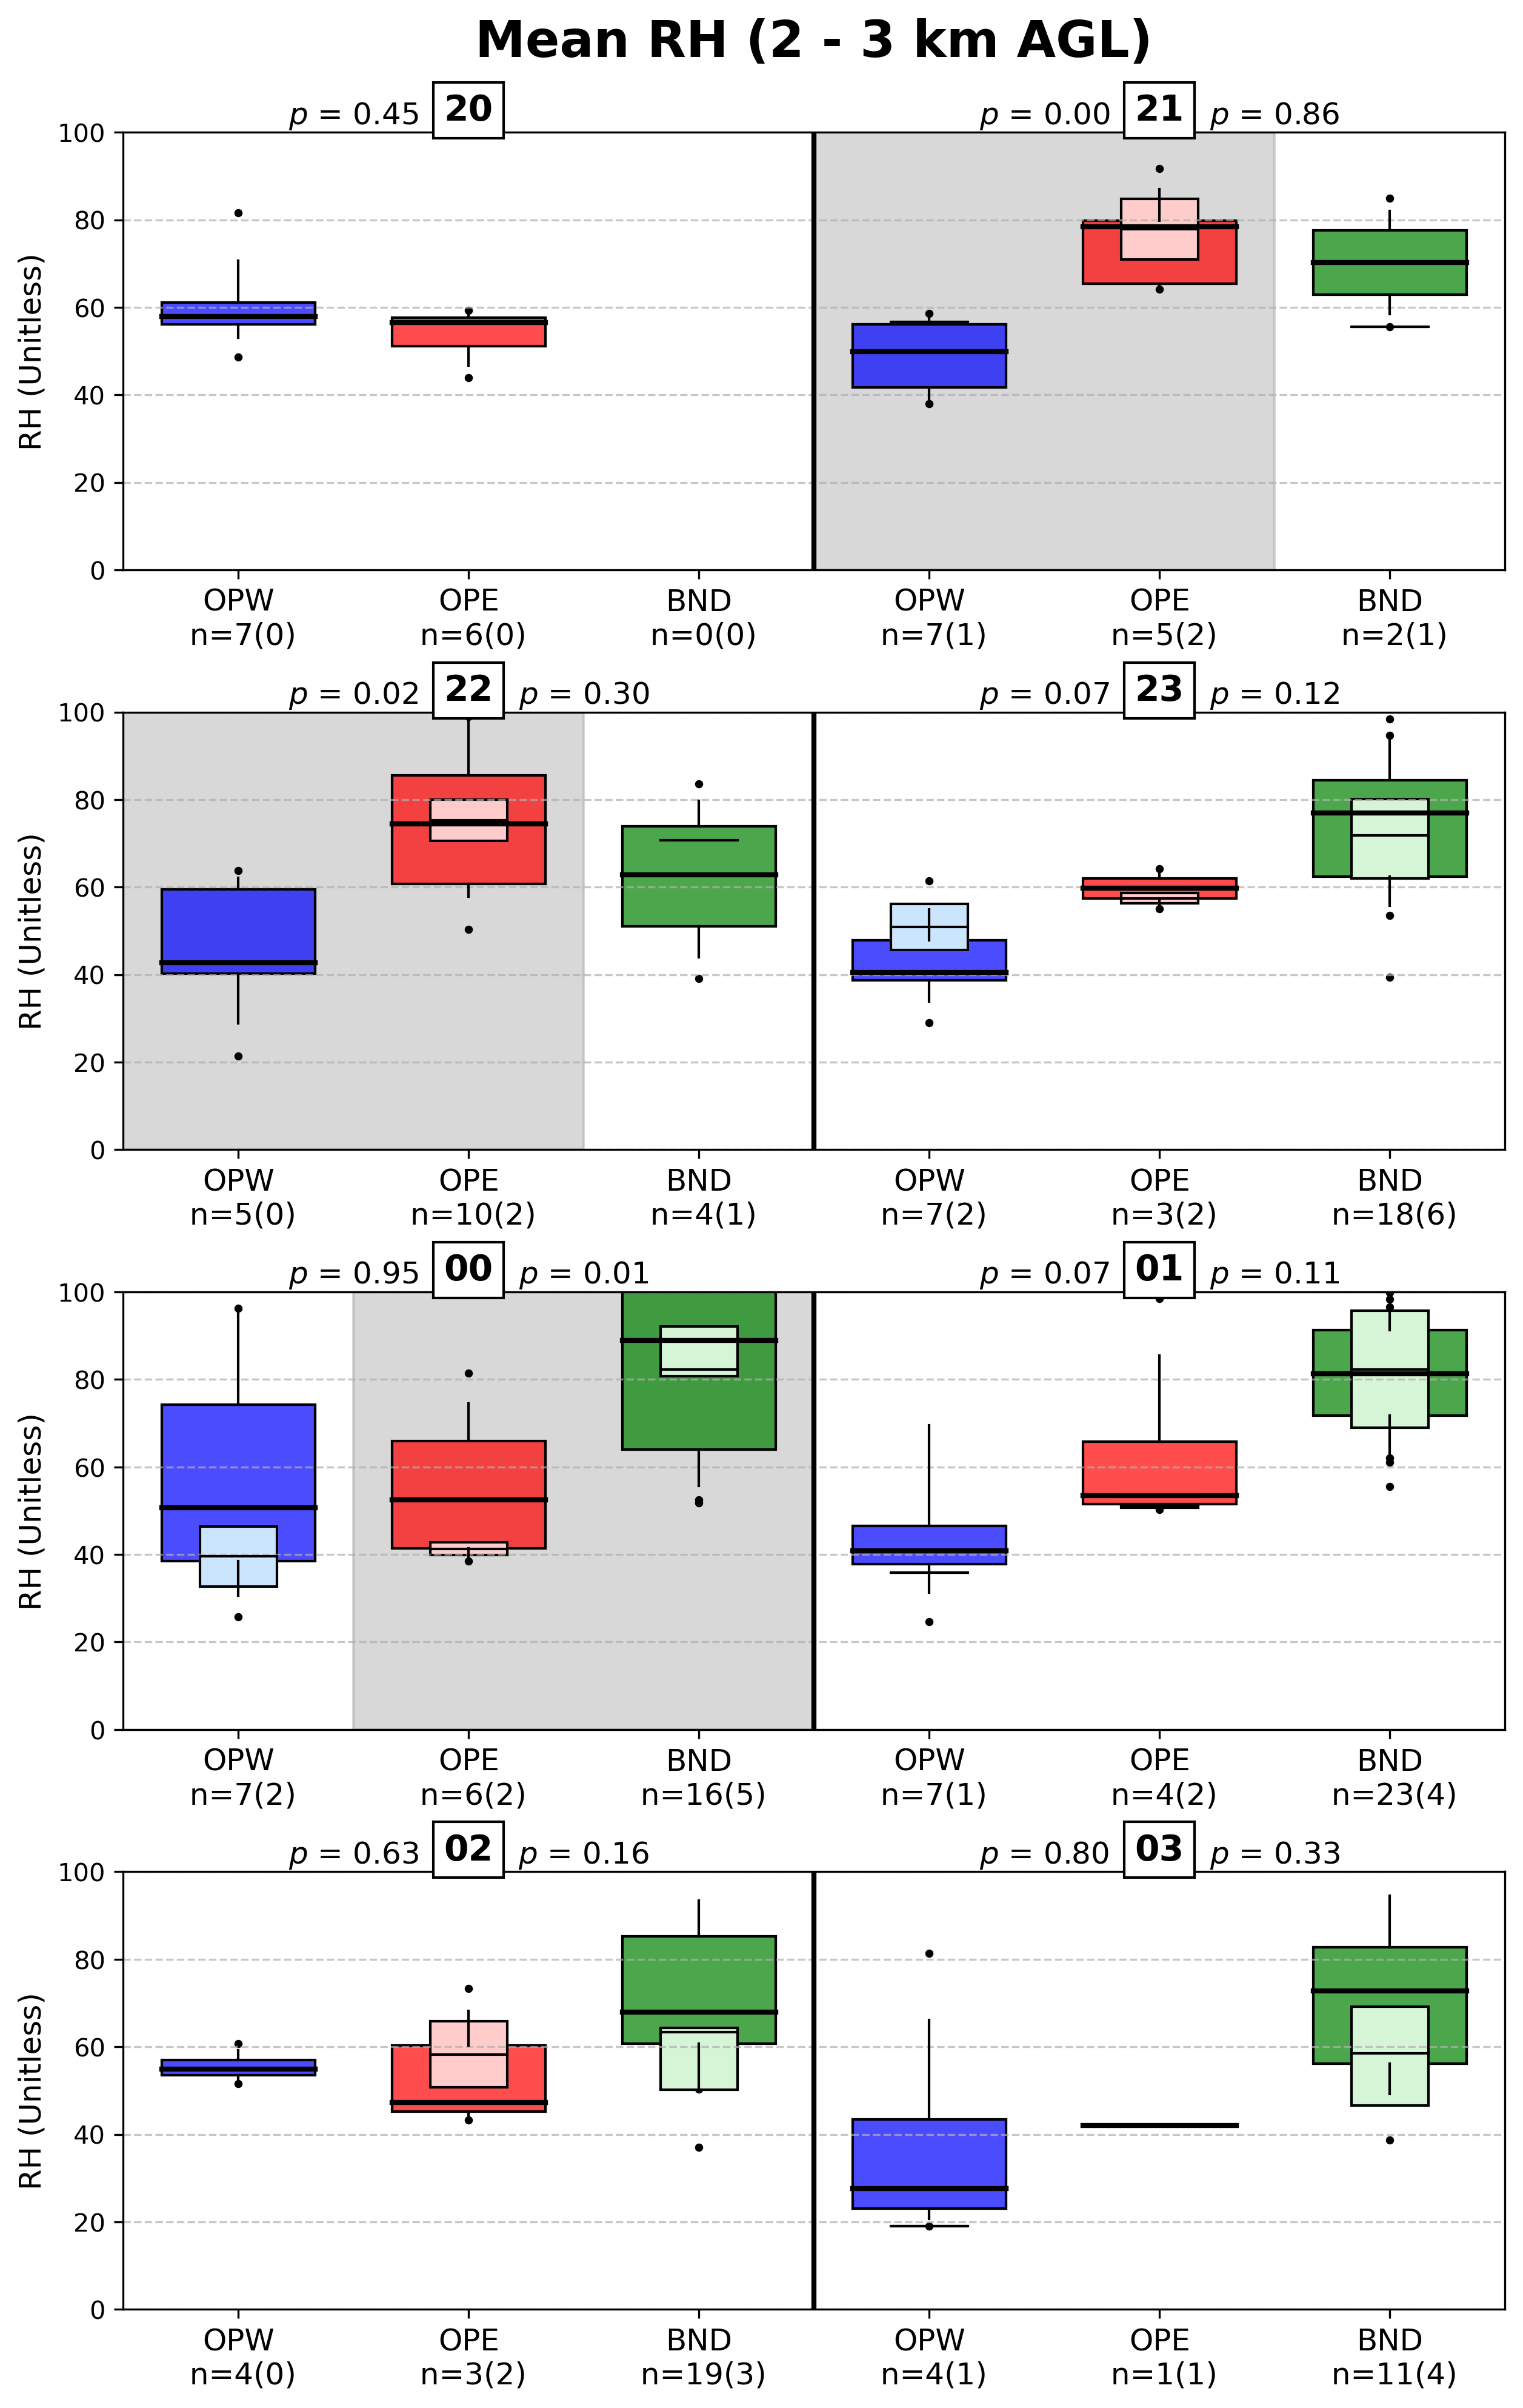 Mean RH (2 - 3 km AGL)
p = 0.45 20
p = 0.00 21 p = 0.86
100
80
60
40
20
0
RH (Unitless)
OPW OPE BND OPW OPE BND
n=7(0) n=6(0) n=0(0) n=7(1) n=5(2) n=2(1)
p = 0.02 22 p = 0.30
p = 0.07 23 p = 0.12
100
80
60
40
20
0
RH (Unitless)
OPW OPE BND OPW OPE BND
n=5(0) n=10(2) n=4(1) n=7(2) n=3(2) n=18(6)
p = 0.95 00 p = 0.01
p = 0.07 01 p = 0.11
100
80
60
40
20
0
RH (Unitless)
OPW OPE BND OPW OPE BND
n=7(2) n=6(2) n=16(5) n=7(1) n=4(2) n=23(4)
p = 0.63 02 p = 0.16
p = 0.80 03 p = 0.33
100
80
60
40
20
0
RH (Unitless)
OPW OPE BND OPW OPE BND
n=4(0) n=3(2) n=19(3) n=4(1) n=1(1) n=11(4)